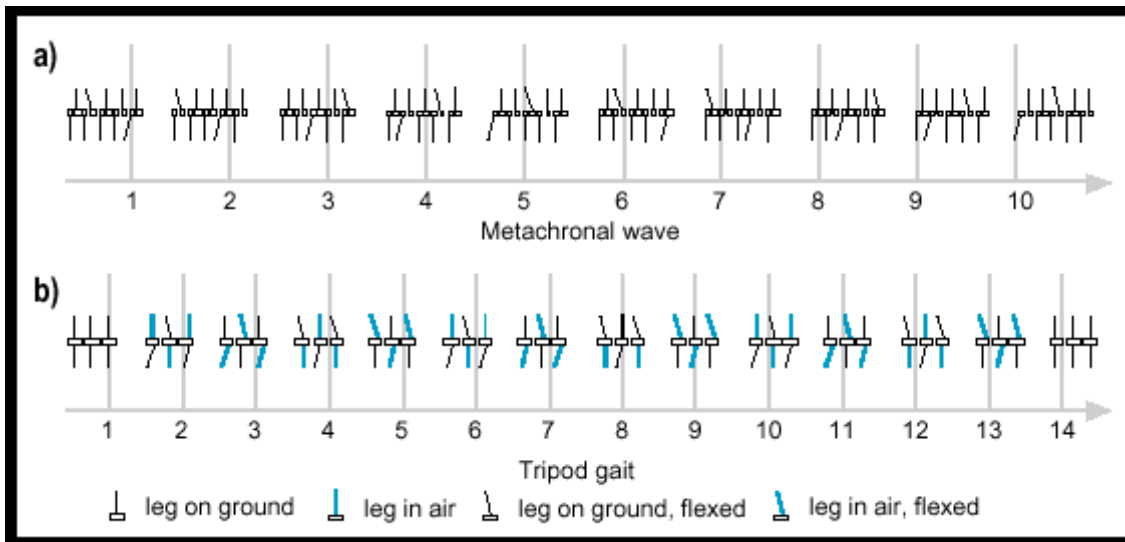 a)
1 2 3 4 5 6 7 8 9 10
Metachronal wave
b)
1 2 3 4 5 6 7 8 9 10 11 12 13 14
Tripod gait
leg on ground leg in air leg on ground, flexed leg in air, flexed